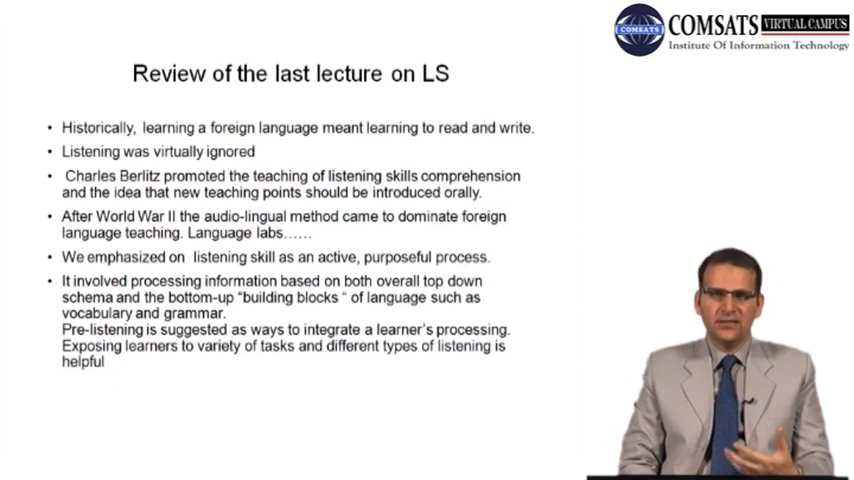 COMSATS
COMSATS VIRTUAL CAMPUS
Institute Of Information Technology
Review of the last lecture on LS
• Historically, learning a foreign language meant learning to read and write.
• Listening was virtually ignored
• Charles Berlitz promoted the teaching of listening skills comprehension
and the idea that new teaching points should be introduced orally.
• After World War II the audio-lingual method came to dominate foreign
language teaching. Language labs......
• We emphasized on listening skill as an active, purposeful process.
• It involved processing information based on both overall top down
schema and the bottom-up “building blocks “ of language such as
vocabulary and grammar.
Pre-listening is suggested as ways to integrate a learner's processing.
Exposing learners to variety of tasks and different types of listening is
helpful